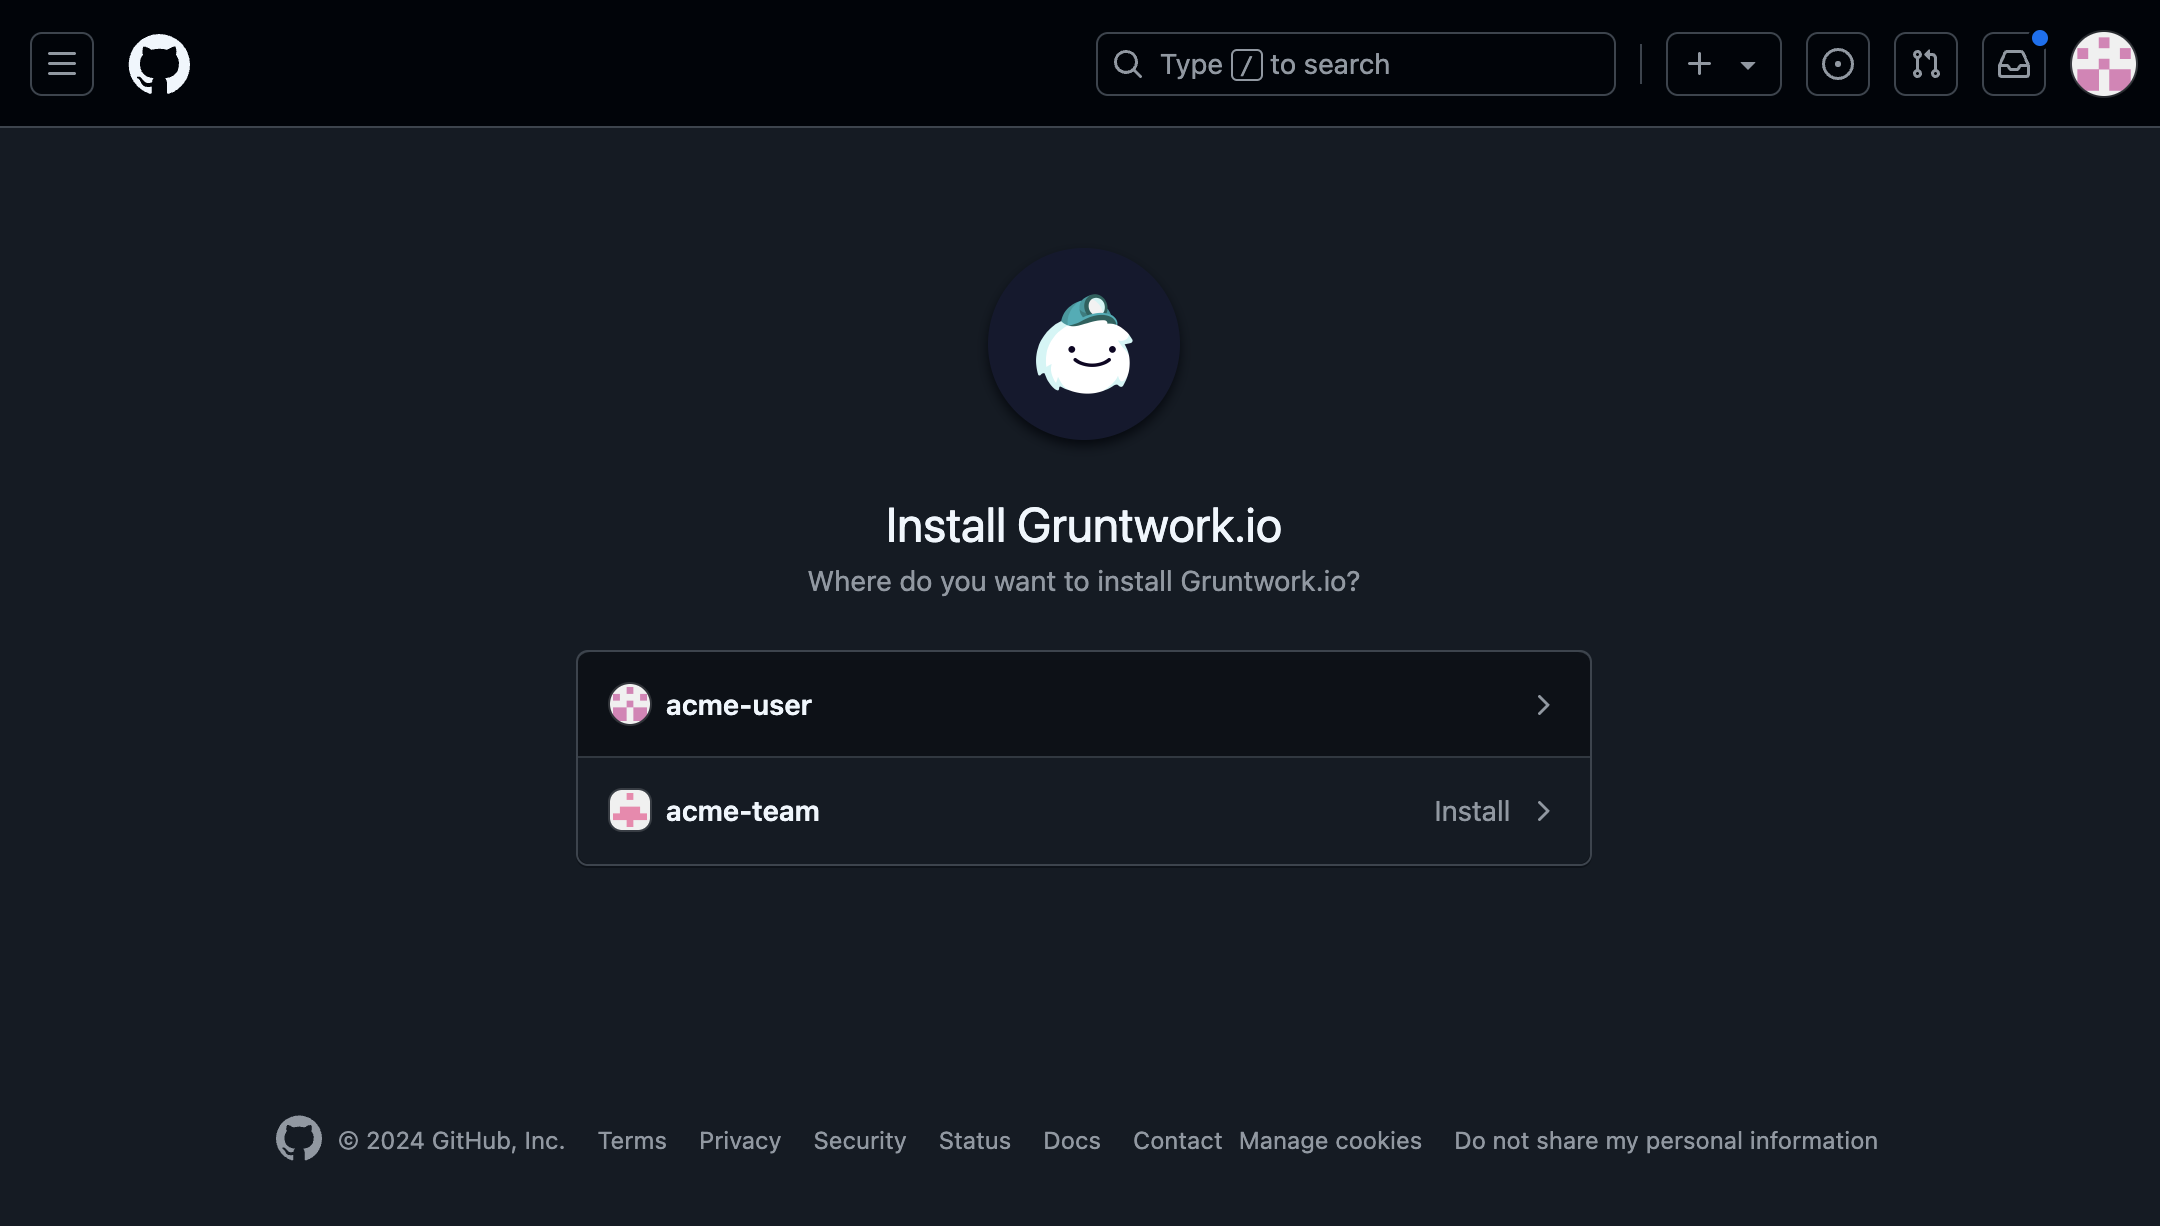 Type / to search
Install Gruntwork.io
Where do you want to install Gruntwork.io?
acme-user
acme-team Install
© 2024 GitHub, Inc. Terms Privacy Security Status Docs Contact Manage cookies Do not share my personal information